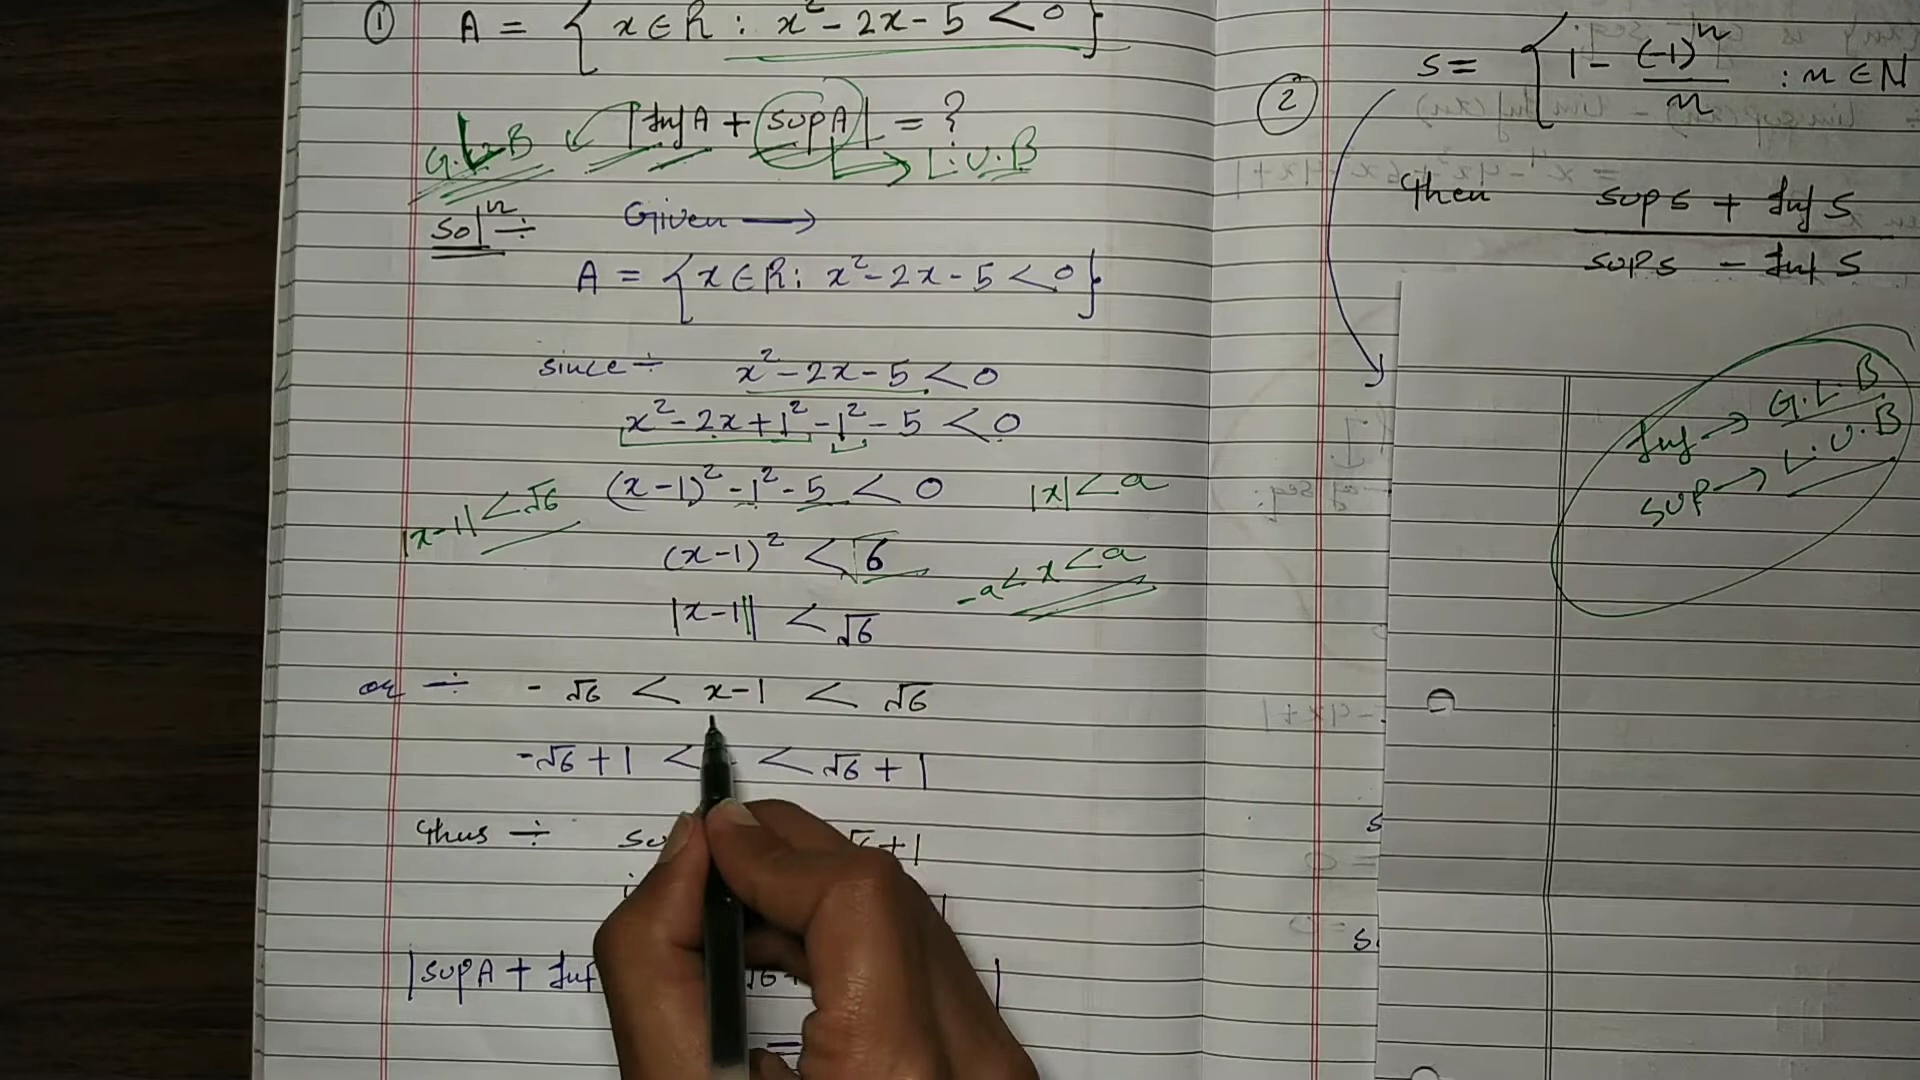 ① A = { x ∈ R : x² - 2x - 5 < 0 }
|Inf A + sup A| = ?
G.L.B
L.U.B
Solⁿ ÷ Given ⟶
A = { x ∈ R : x² - 2x - 5 < 0 }
since ÷ x² - 2x - 5 < 0
x² - 2x + 1² - 1² - 5 < 0
(x-1)² - 1² - 5 < 0
|x| < a
|x-1| < √6
(x-1)² < √6
-a < x < a
|x-1| < √6
or ÷ -√6 < x-1 < √6
-√6 + 1 < < √6 + 1
thus ÷ √6 + 1
|sup A + Inf
=
② S = { 1 - (-1)ⁿ/n : n ∈ N
then
sup S + Inf S
sup S - Inf S
Inf → G.L.B
sup → L.U.B